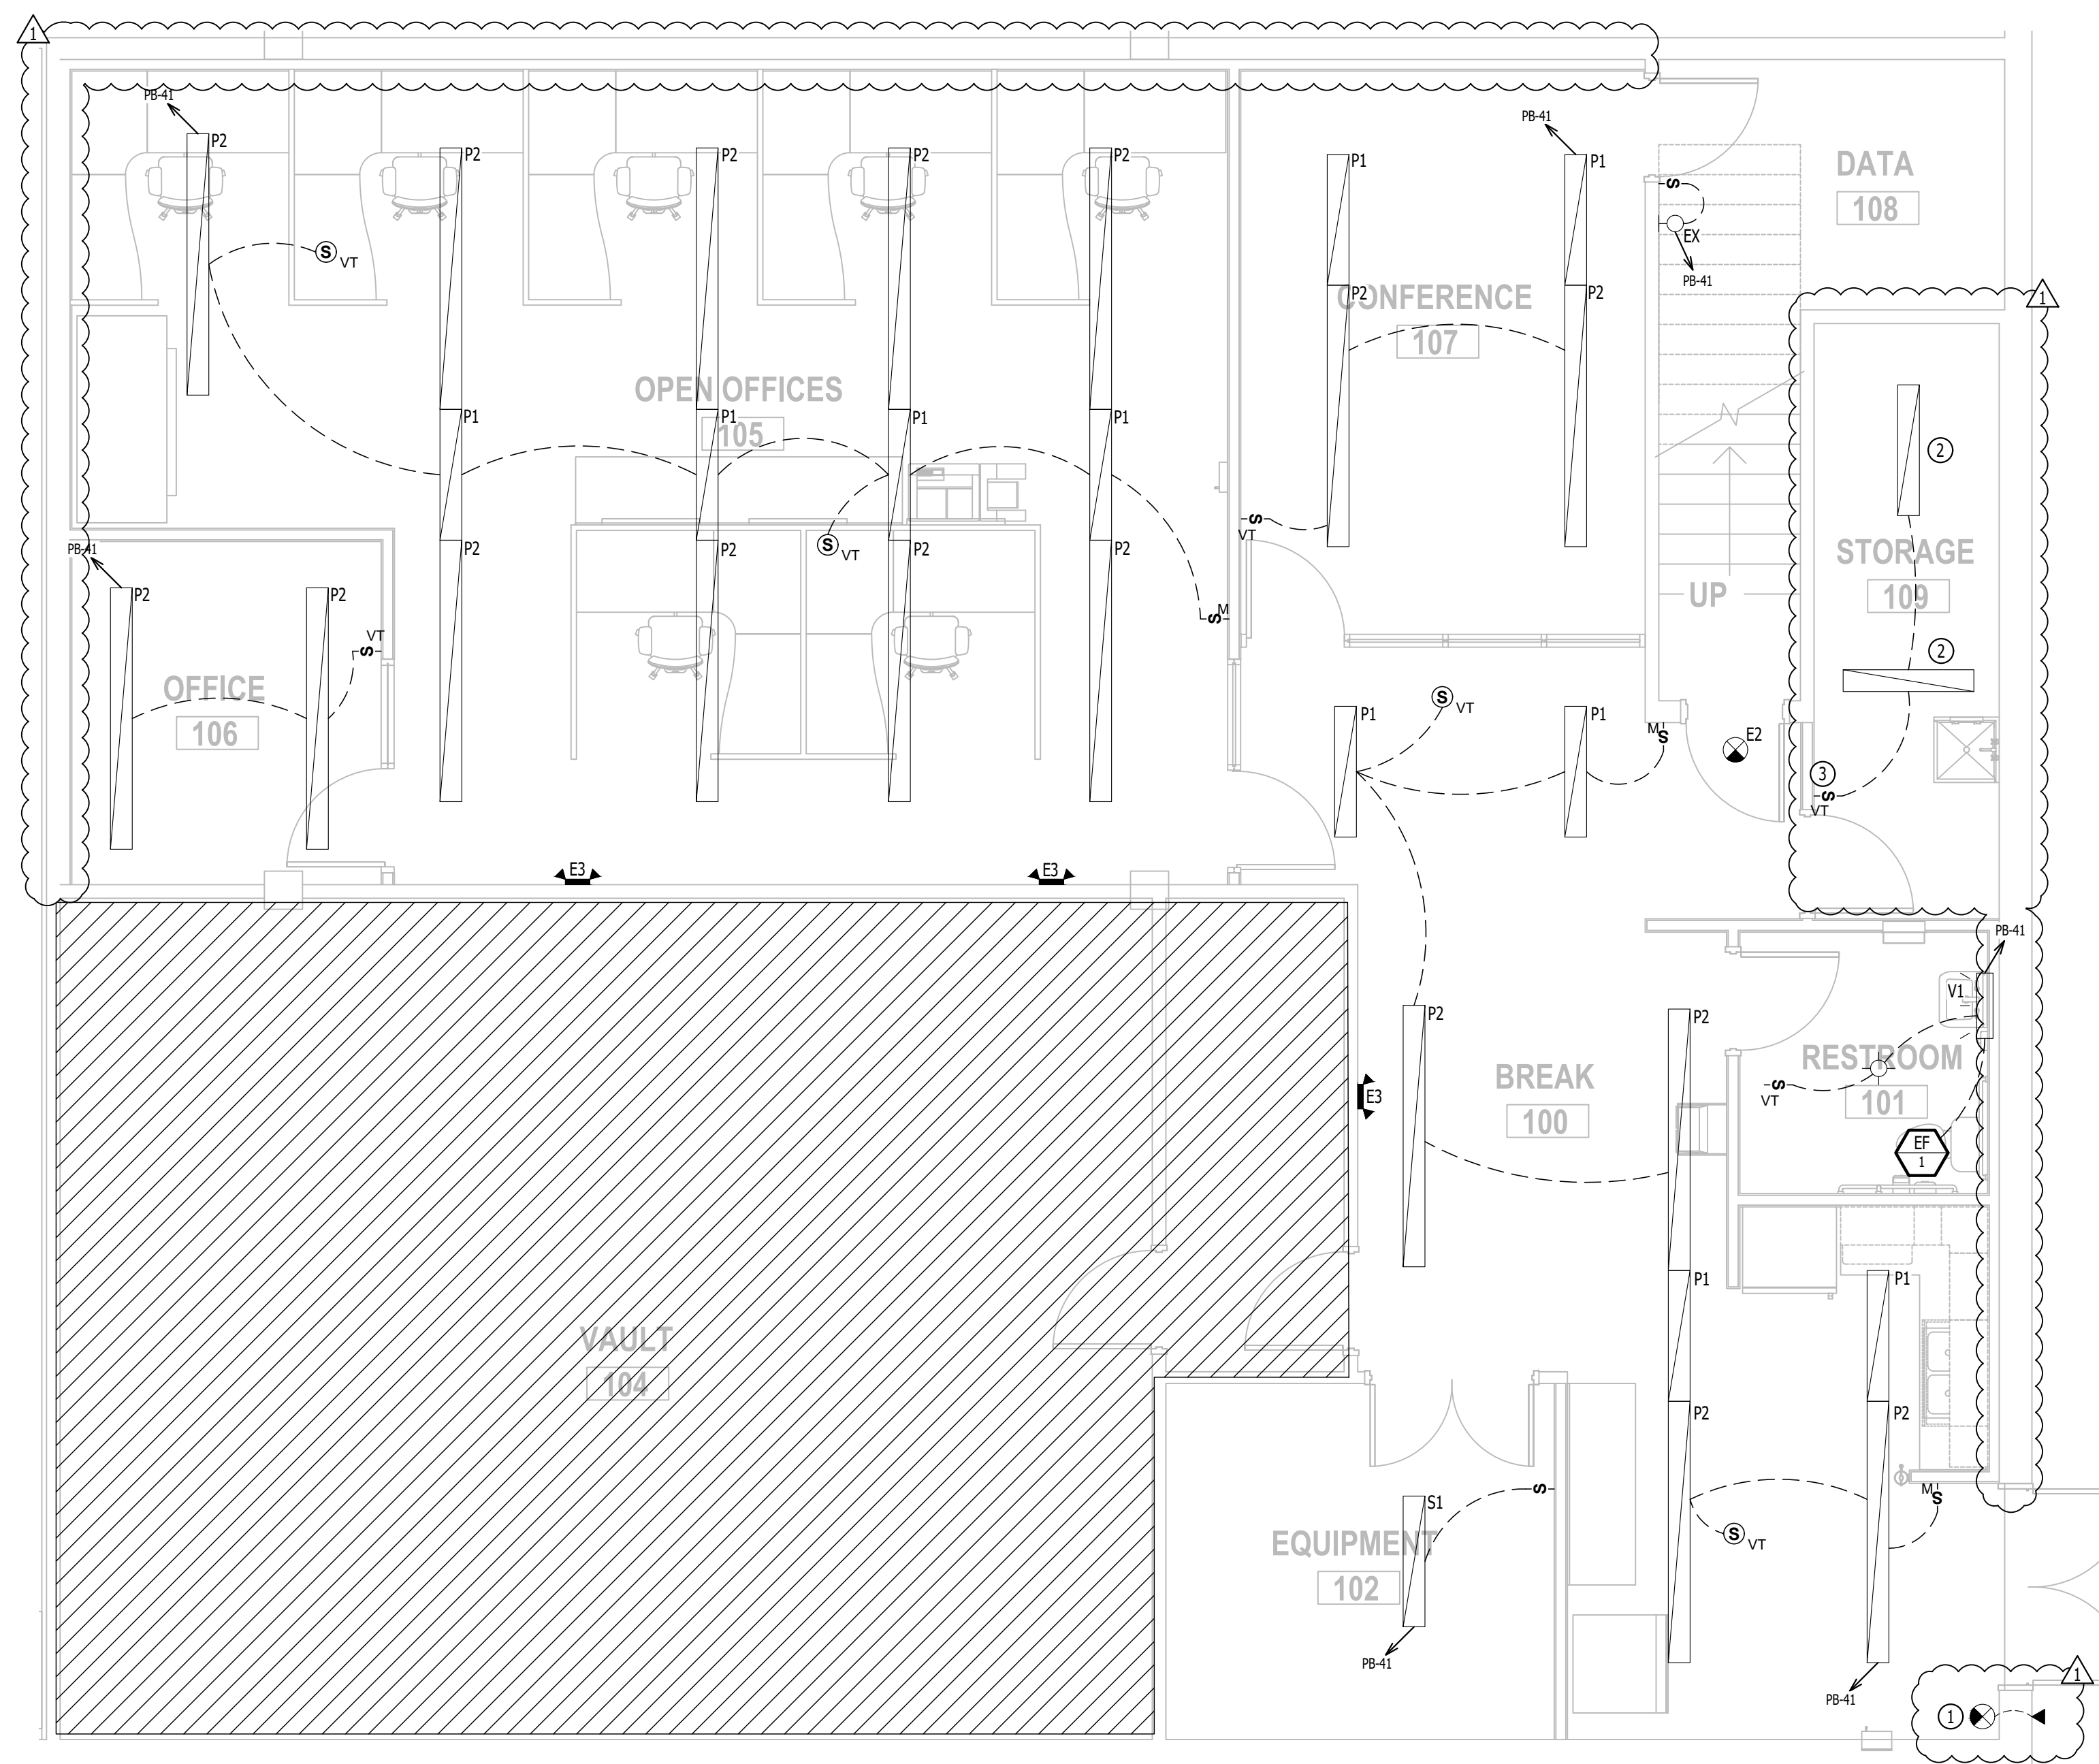 1
PB-41
P2
P2
P2
P2
P2
S VT
P1
P1
P1
P1
OPEN OFFICES
105
S VT
P2
P2
P2
P2
S M
PB-41
P2
P2
VT
S
OFFICE
106
E3
E3
PB-41
P1
P1
P2
P2
CONFERENCE
107
S
VT
S
EX
PB-41
DATA
108
UP
1
2
STORAGE
109
2
3
S
VT
P1
P1
S VT
M S
E2
PB-41
V1
RESTROOM
101
S
VT
EF
1
P2
P2
E3
BREAK
100
P1
P1
P2
P2
M S
S VT
PB-41
VAULT
104
S
S1
EQUIPMENT
102
PB-41
1
1